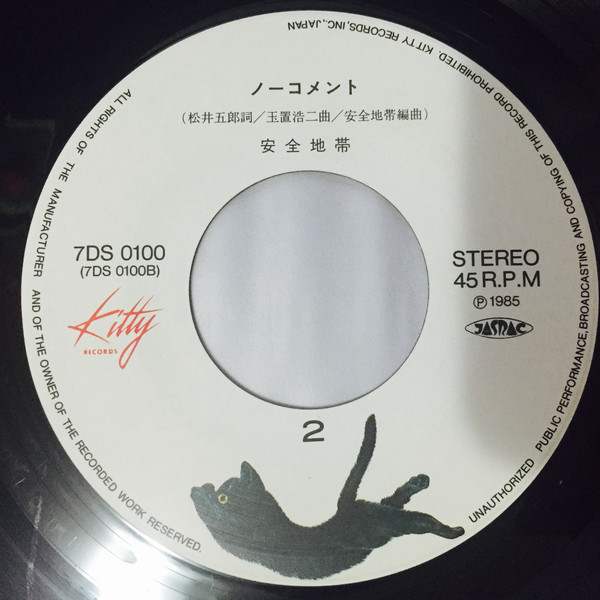 ノーコメント
(松井五郎詞／玉置浩二曲／安全地帯編曲)
安全地帯
7DS 0100
(7DS 0100B)
Kitty
RECORDS
STEREO
45 R.P.M
Ⓟ1985
JASRAC
2
ALL RIGHTS OF THE MANUFACTURER AND OF THE OWNER OF THE RECORDED WORK RESERVED.
UNAUTHORIZED PUBLIC PERFORMANCE, BROADCASTING AND COPYING OF THIS RECORD PROHIBITED. KITTY RECORDS, INC., JAPAN